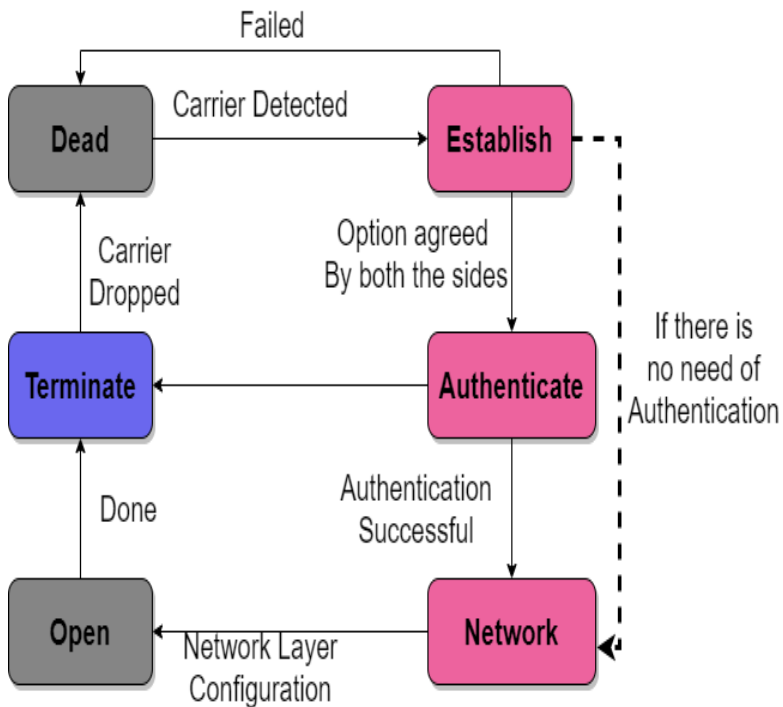 Failed
Dead
Carrier Detected
Establish
Option agreed
By both the sides
Carrier
Dropped
If there is
no need of
Authentication
Terminate
Authenticate
Authentication
Successful
Done
Open
Network Layer
Configuration
Network